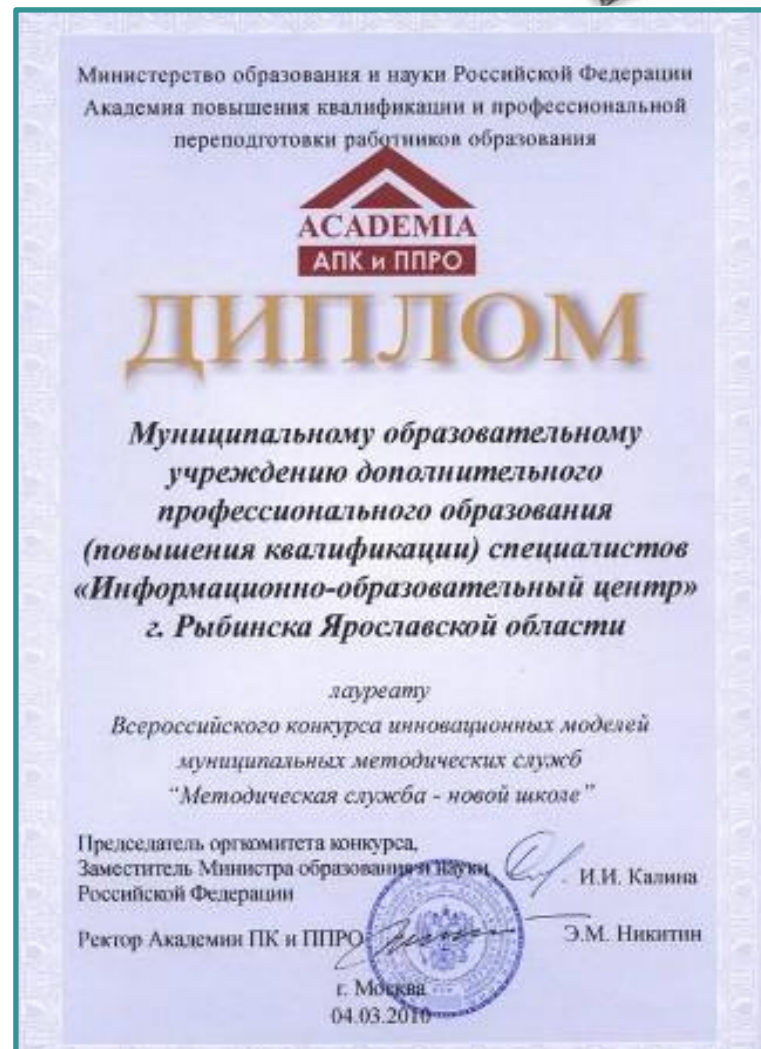 Министерство образования и науки Российской Федерации
Академия повышения квалификации и профессиональной
переподготовки работников образования
ACADEMIA
АПК и ППРО
ДИПЛОМ
Муниципальному образовательному
учреждению дополнительного
профессионального образования
(повышения квалификации) специалистов
«Информационно-образовательный центр»
г. Рыбинска Ярославской области
лауреату
Всероссийского конкурса инновационных моделей
муниципальных методических служб
"Методическая служба - новой школе"
Председатель оргкомитета конкурса,
Заместитель Министра образования и науки
Российской Федерации
И.И. Калина
Ректор Академии ПК и ППРО
Э.М. Никитин
г. Москва
04.03.2010